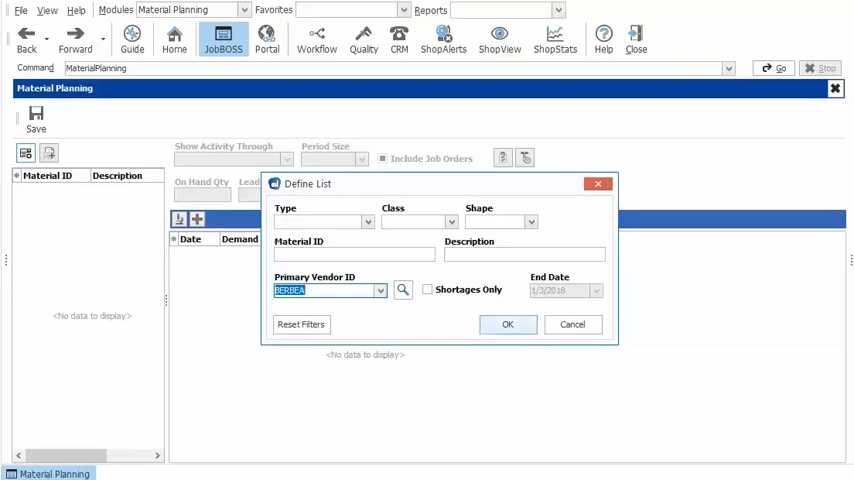 File View Help Modules Material Planning Favorites Reports
Back Forward Guide Home JobBOSS Portal Workflow Quality CRM ShopAlerts ShopView ShopStats Help Close
Command MaterialPlanning Go Stop
Material Planning
Save
Show Activity Through Period Size Include Job Orders
Material ID Description
On Hand Qty Lead
Date Demand
<No data to display>
<No data to display>
Define List
Type Class Shape
Material ID Description
Primary Vendor ID End Date
BERBEA Shortages Only 1/3/2018
Reset Filters OK Cancel
Material Planning